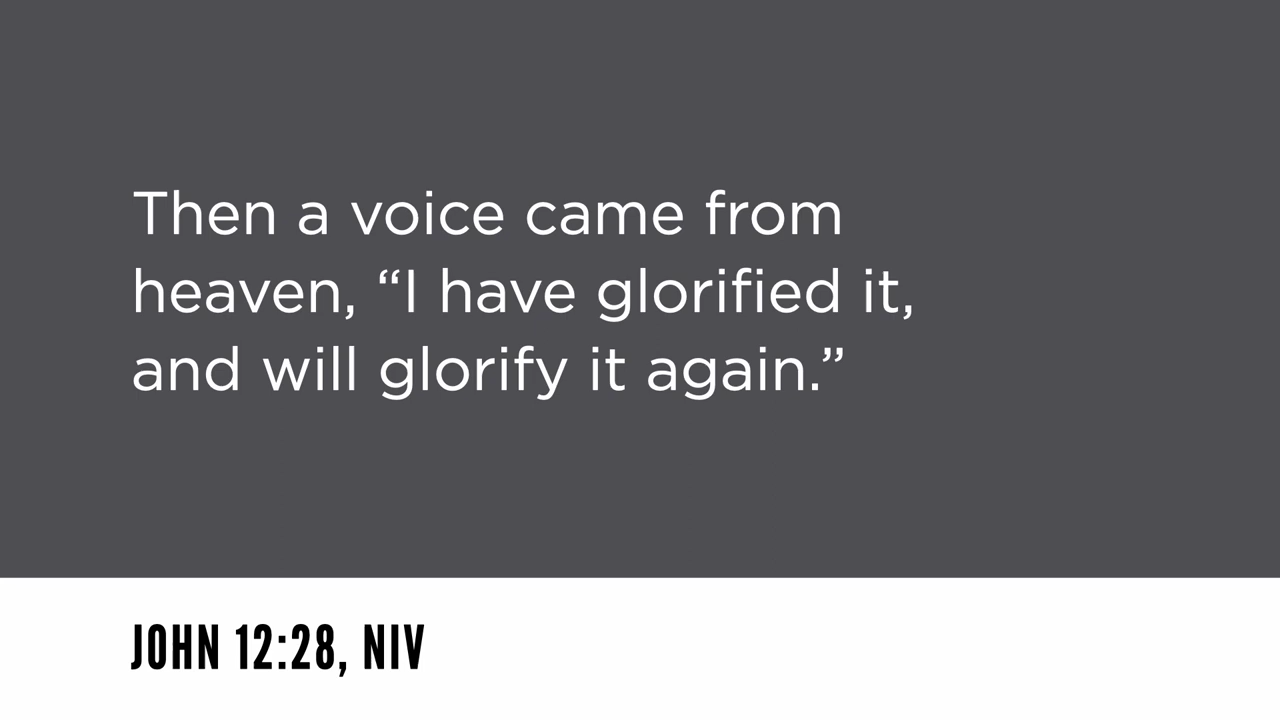 Then a voice came from
heaven, “I have glorified it,
and will glorify it again.”
JOHN 12:28, NIV